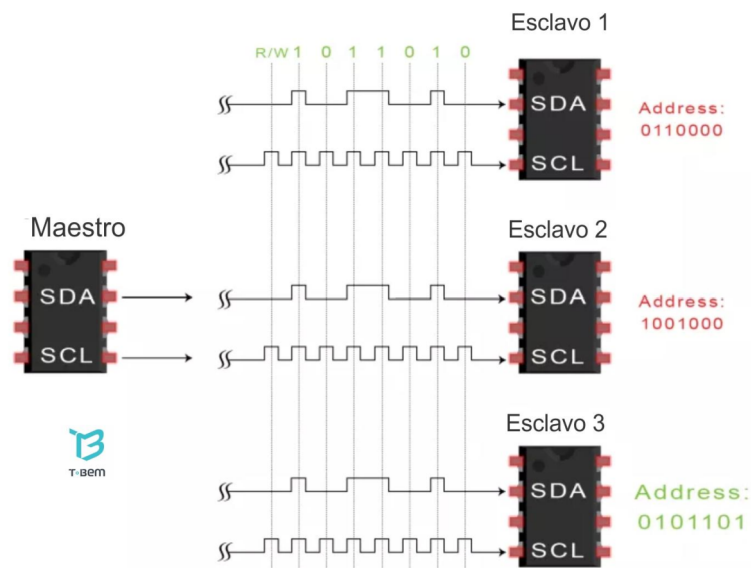 Esclavo 1
R/W 1 0 1 1 0 1 0
SDA
Address:
0110000
SCL
Maestro
Esclavo 2
SDA
SDA
Address:
1001000
SCL
SCL
Esclavo 3
T•Bem
SDA
Address:
0101101
SCL